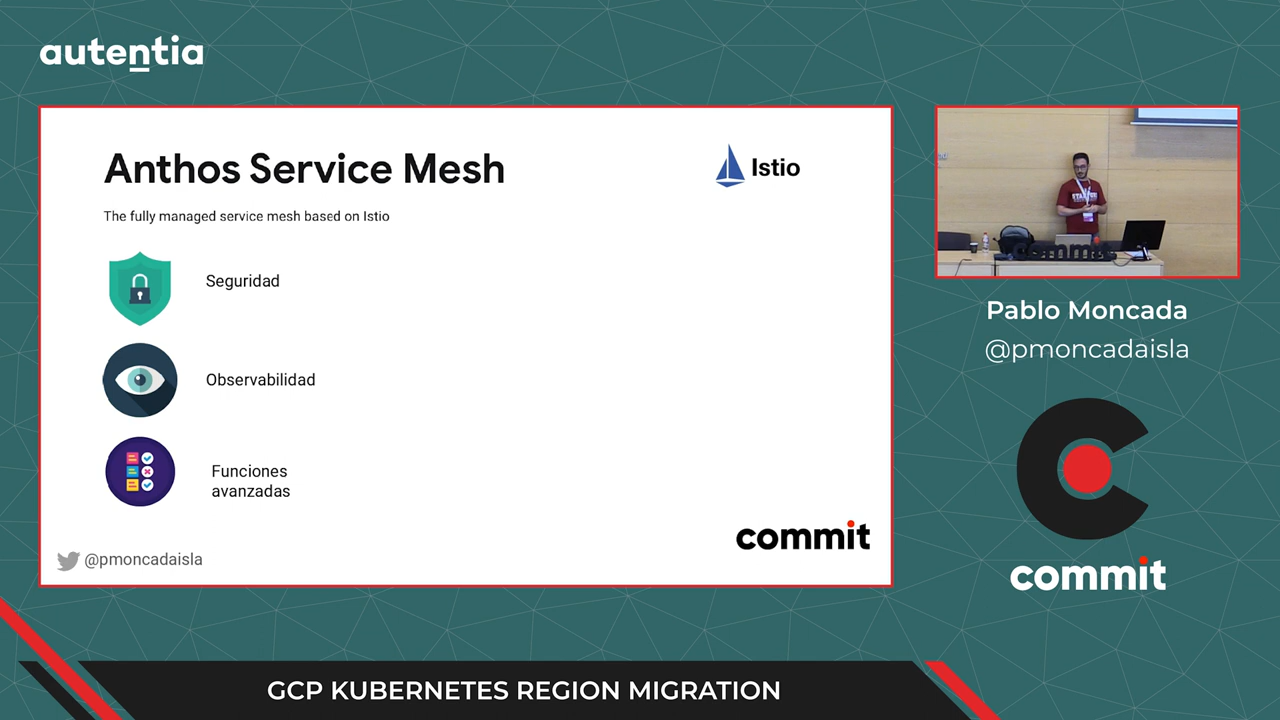 autentia
Anthos Service Mesh
Istio
The fully managed service mesh based on Istio
Seguridad
Observabilidad
Funciones
avanzadas
commit
@pmoncadaisla
commit
Pablo Moncada
@pmoncadaisla
commit
GCP KUBERNETES REGION MIGRATION